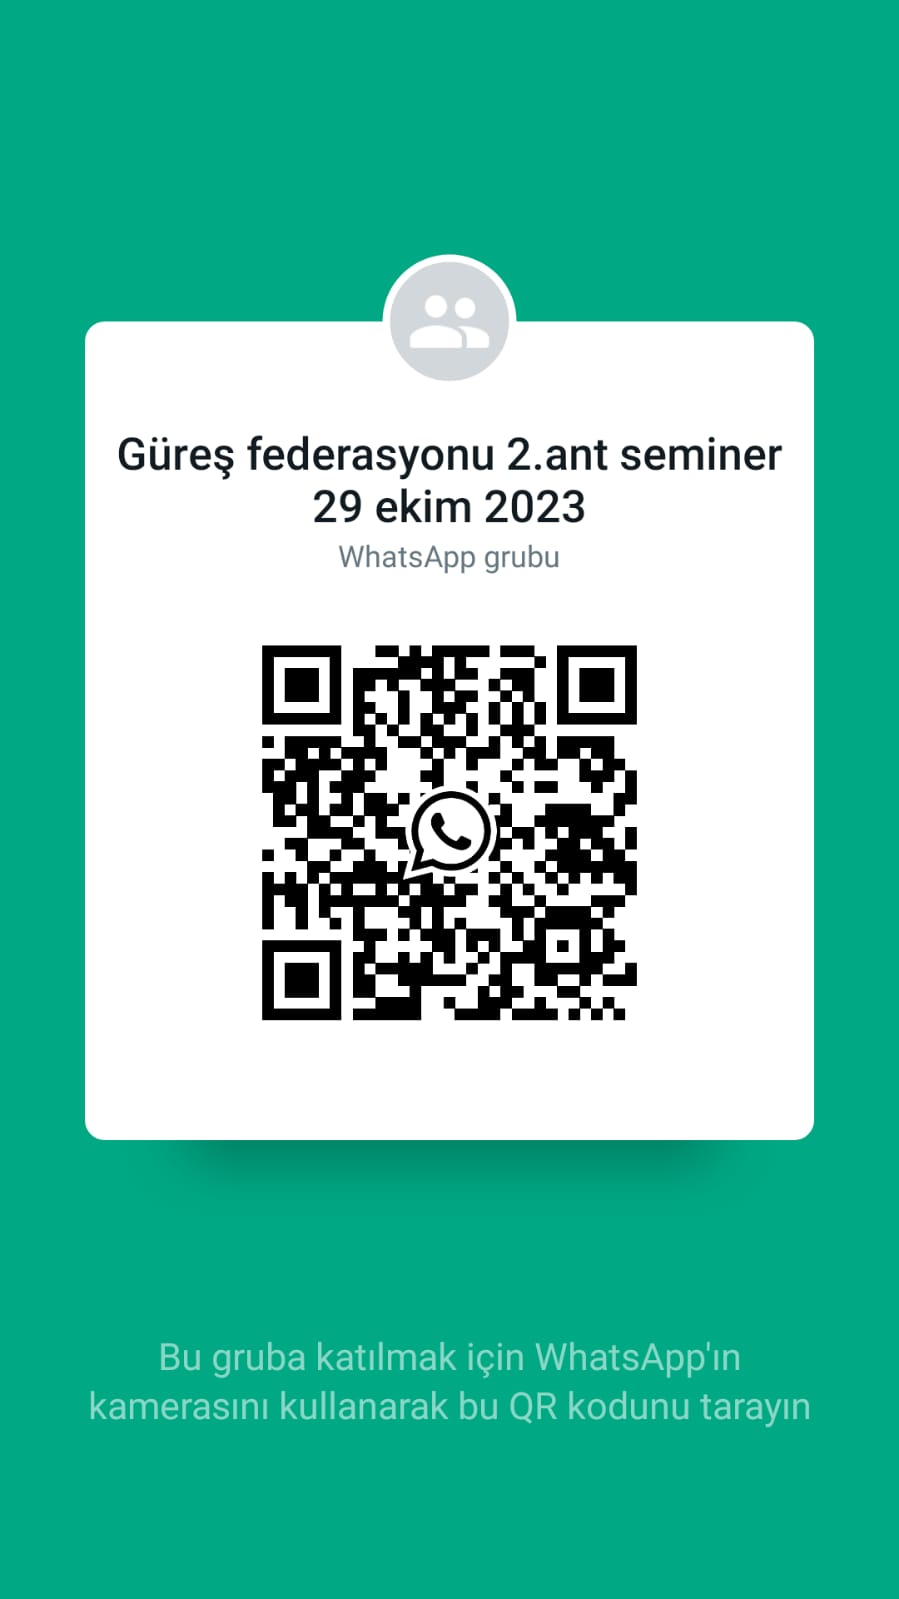 Güreş federasyonu 2.ant seminer
29 ekim 2023
WhatsApp grubu
Bu gruba katılmak için WhatsApp'ın
kamerasını kullanarak bu QR kodunu tarayın